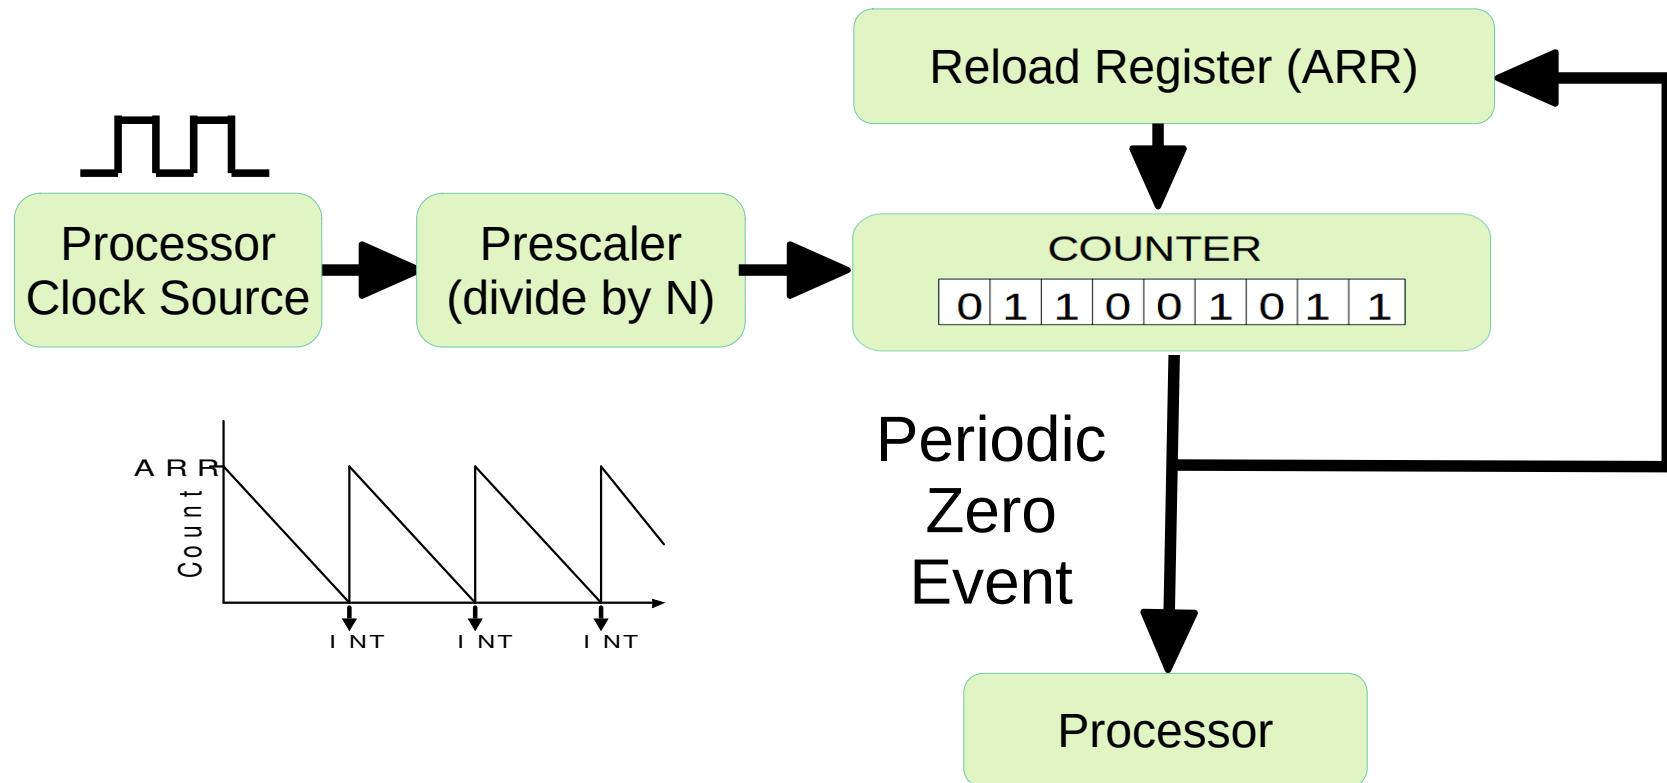 Reload Register (ARR)
Processor
Clock Source
Prescaler
(divide by N)
COUNTER
0 1 1 0 0 1 0 1 1
Periodic
Zero
Event
ARR
Count
INT INT INT
Processor